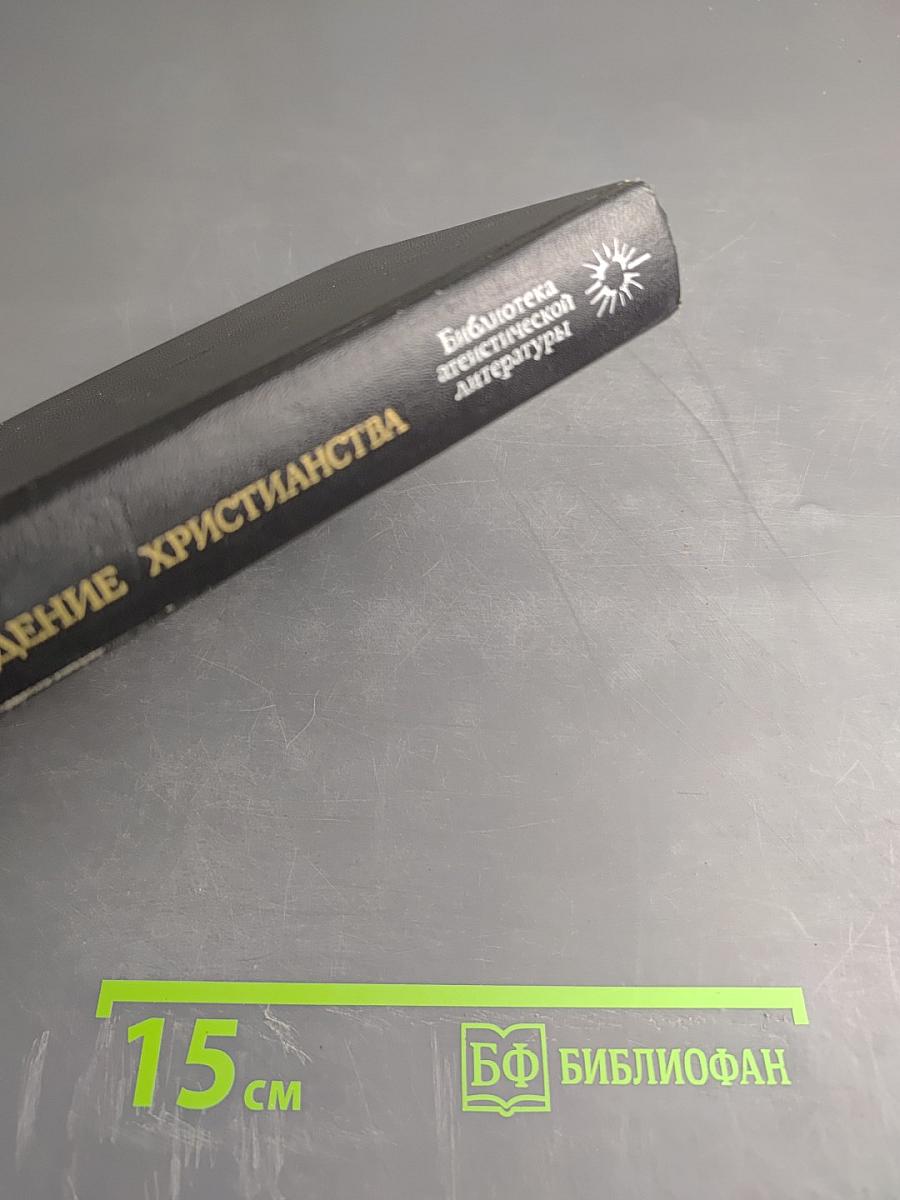 Библиотека
атеистической
литературы
ДЕНИЕ ХРИСТИАНСТВА
15 см
БФ БИБЛИОФАН